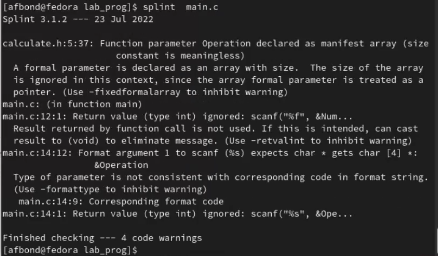 [afbond@fedora lab_prog]$ splint  main.c
Splint 3.1.2 --- 23 Jul 2022
calculate.h:5:37: Function parameter Operation declared as manifest array (size
constant is meaningless)
A formal parameter is declared as an array with size.  The size of the array
is ignored in this context, since the array formal parameter is treated as a
pointer. (Use -fixedformalarray to inhibit warning)
main.c: (in function main)
main.c:12:1: Return value (type int) ignored: scanf("%f", &Num...
Result returned by function call is not used. If this is intended, can cast
result to (void) to eliminate message. (Use -retvalint to inhibit warning)
main.c:14:12: Format argument 1 to scanf (%s) expects char * gets char [4] *:
&Operation
Type of parameter is not consistent with corresponding code in format string.
(Use -formattype to inhibit warning)
main.c:14:9: Corresponding format code
main.c:14:1: Return value (type int) ignored: scanf("%s", &Ope...
Finished checking --- 4 code warnings
[afbond@fedora lab_prog]$